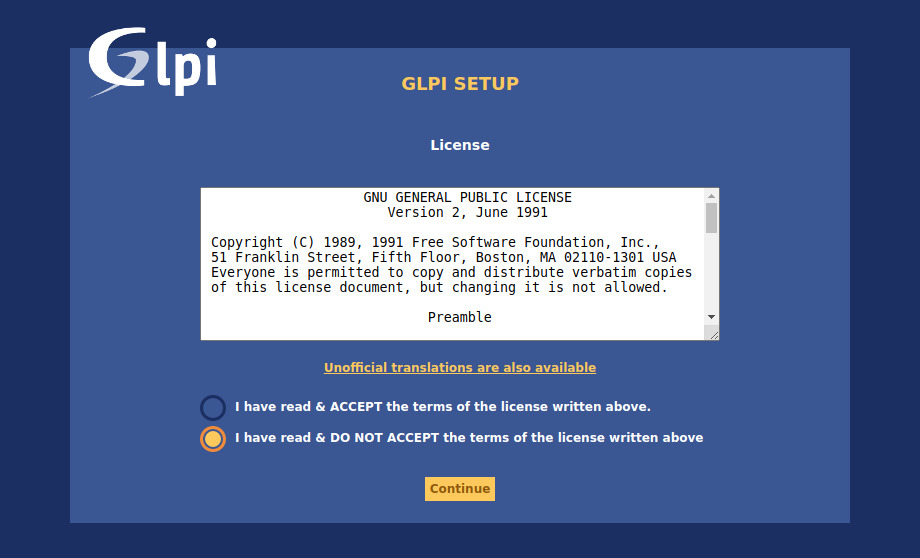 Glpi
GLPI SETUP
License
GNU GENERAL PUBLIC LICENSE
Version 2, June 1991
Copyright (C) 1989, 1991 Free Software Foundation, Inc.,
51 Franklin Street, Fifth Floor, Boston, MA 02110-1301 USA
Everyone is permitted to copy and distribute verbatim copies
of this license document, but changing it is not allowed.
Preamble
Unofficial translations are also available
I have read & ACCEPT the terms of the license written above.
I have read & DO NOT ACCEPT the terms of the license written above
Continue